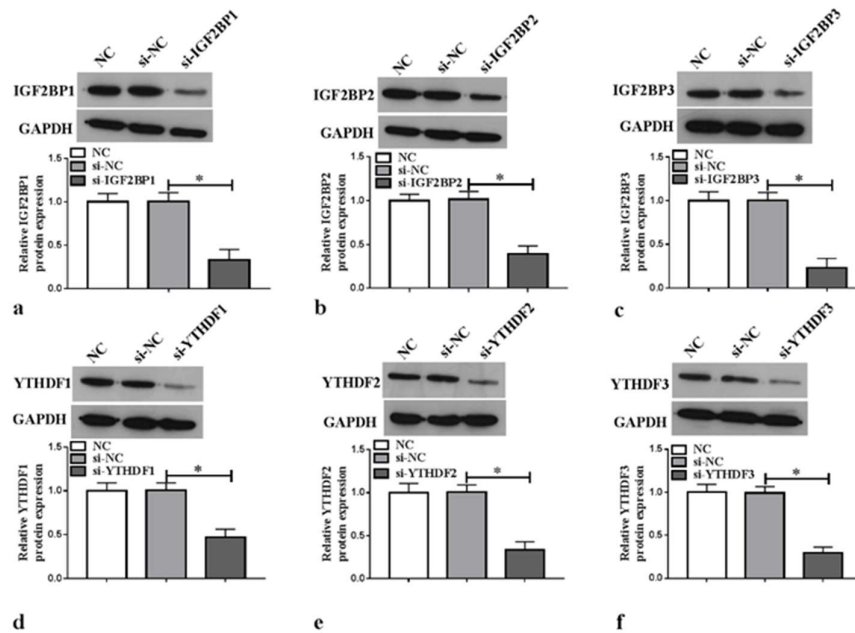 NC si-NC si-IGF2BP1
IGF2BP1
GAPDH
NC
si-NC
si-IGF2BP1
*
Relative IGF2BP1
protein expression
1.5
1.0
0.5
0.0
a
NC si-NC si-IGF2BP2
IGF2BP2
GAPDH
NC
si-NC
si-IGF2BP2
*
Relative IGF2BP2
protein expression
1.5
1.0
0.5
0.0
b
NC si-NC si-IGF2BP3
IGF2BP3
GAPDH
NC
si-NC
si-IGF2BP3
*
Relative IGF2BP3
protein expression
1.5
1.0
0.5
0.0
c
NC si-NC si-YTHDF1
YTHDF1
GAPDH
NC
si-NC
si-YTHDF1
*
Relative YTHDF1
protein expression
1.5
1.0
0.5
0.0
d
NC si-NC si-YTHDF2
YTHDF2
GAPDH
NC
si-NC
si-YTHDF2
*
Relative YTHDF2
protein expression
1.5
1.0
0.5
0.0
e
NC si-NC si-YTHDF3
YTHDF3
GAPDH
NC
si-NC
si-YTHDF3
*
Relative YTHDF3
protein expression
1.5
1.0
0.5
0.0
f